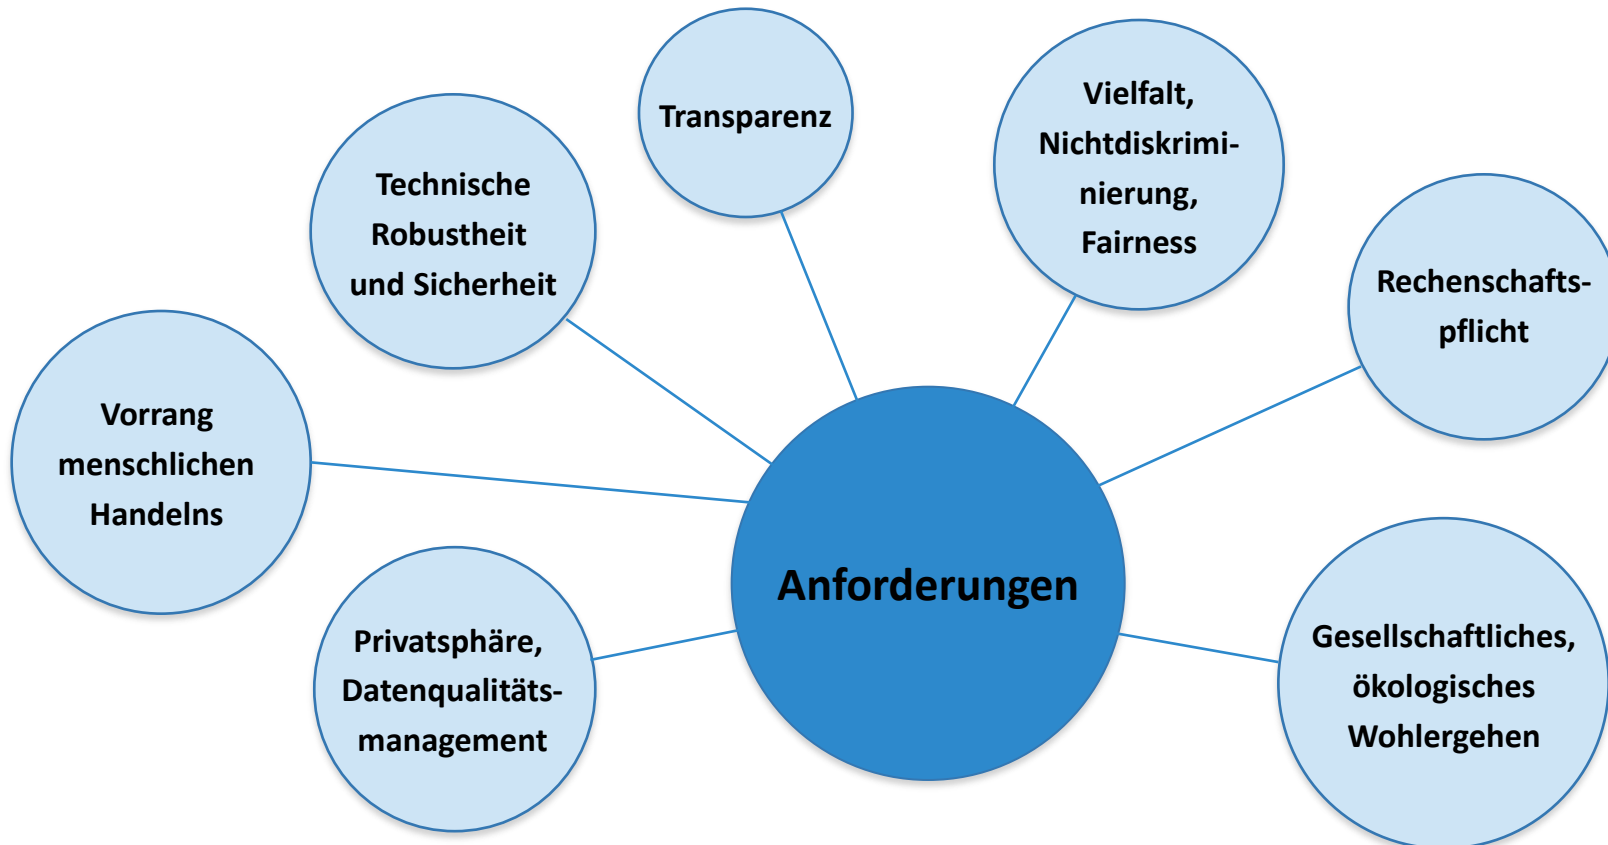 Transparenz
Vielfalt,
Nichtdiskrimi-
nierung,
Fairness
Technische
Robustheit
und Sicherheit
Rechenschafts-
pflicht
Vorrang
menschlichen
Handelns
Anforderungen
Privatsphäre,
Datenqualitäts-
management
Gesellschaftliches,
ökologisches
Wohlergehen